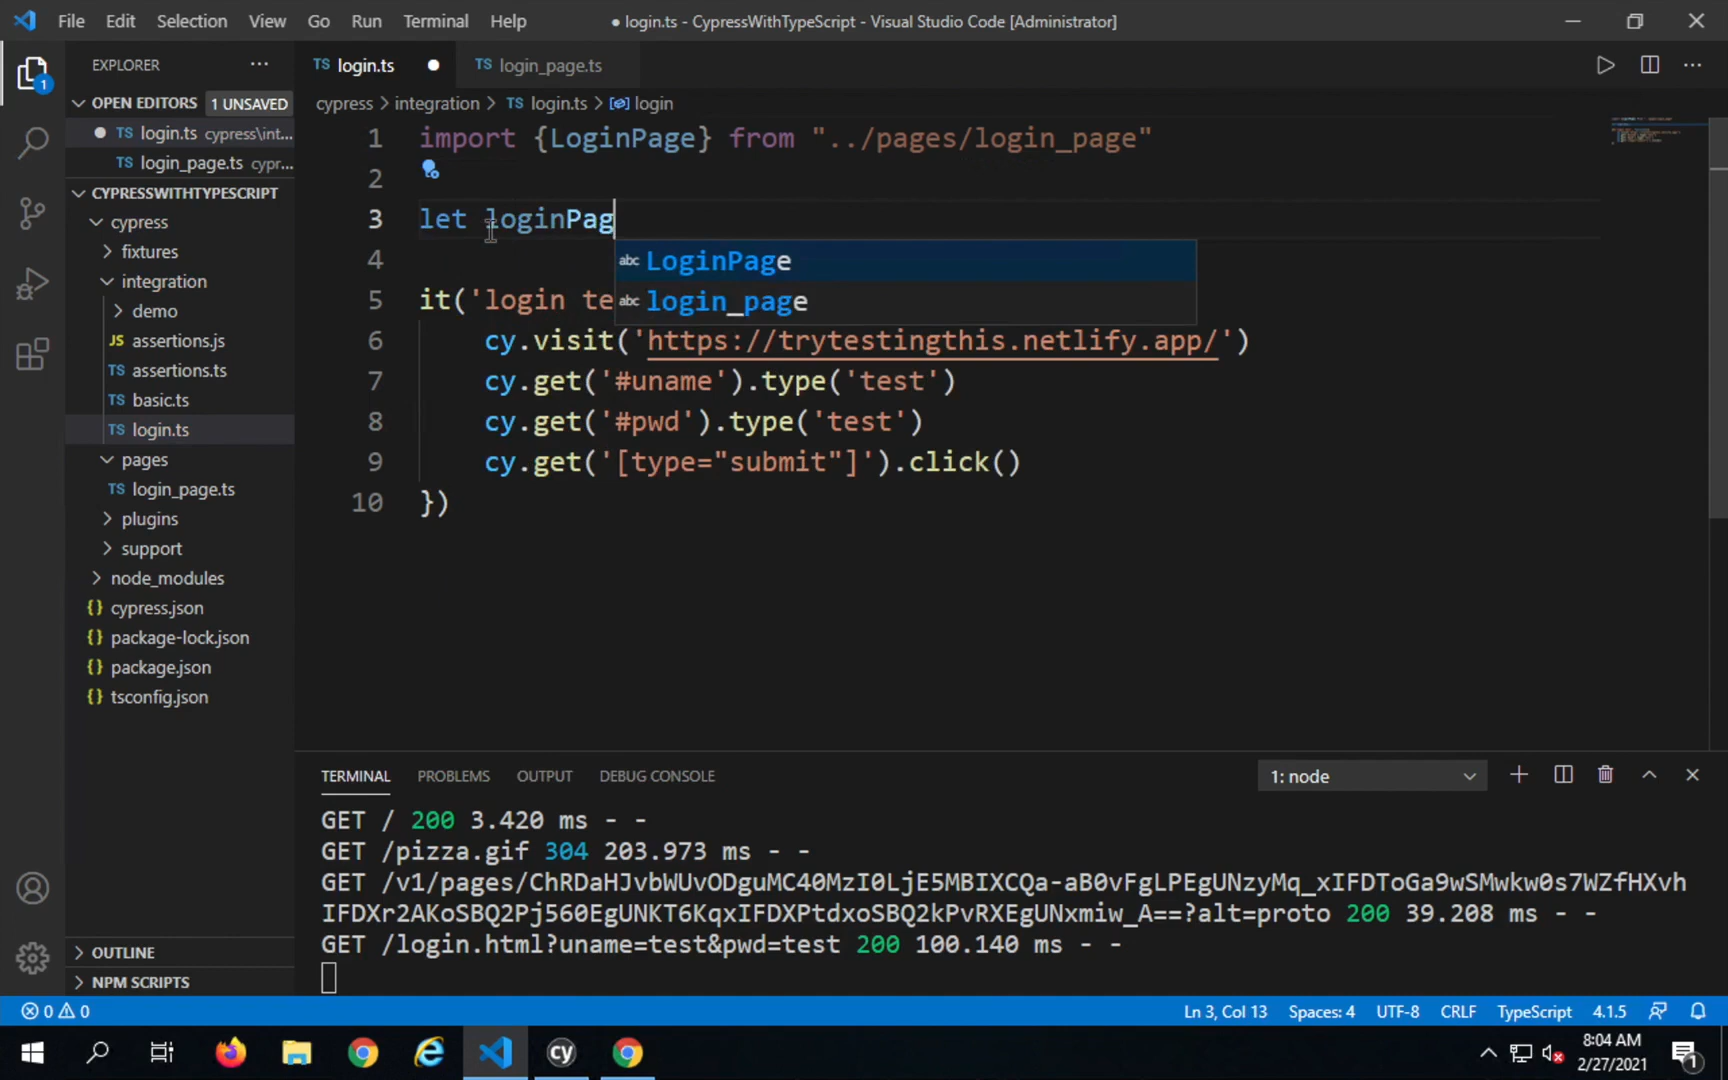 File Edit Selection View Go Run Terminal Help
● login.ts - CypressWithTypeScript - Visual Studio Code [Administrator]
EXPLORER ···
OPEN EDITORS 1 UNSAVED
● TS login.ts cypress\int...
TS login_page.ts cypr...
CYPRESSWITHTYPESCRIPT
cypress
fixtures
integration
demo
JS assertions.js
TS assertions.ts
TS basic.ts
TS login.ts
pages
TS login_page.ts
plugins
support
node_modules
{} cypress.json
{} package-lock.json
{} package.json
{} tsconfig.json
OUTLINE
NPM SCRIPTS
1
TS login.ts ● TS login_page.ts
cypress > integration > TS login.ts > login
1 import {LoginPage} from "../pages/login_page"
2
3 let loginPag
abc LoginPage
abc login_page
4
5 it('login te
6 cy.visit('https://trytestingthis.netlify.app/')
7 cy.get('#uname').type('test')
8 cy.get('#pwd').type('test')
9 cy.get('[type="submit"]').click()
10 })
TERMINAL PROBLEMS OUTPUT DEBUG CONSOLE 1: node
GET / 200 3.420 ms - -
GET /pizza.gif 304 203.973 ms - -
GET /v1/pages/ChRDaHJvbWUvODguMC40MzI0LjE5MBIXCQa-aB0vFgLPEgUNzyMq_xIFDToGa9wSMwkw0s7WZfHXvh
IFDXr2AKoSBQ2Pj560EgUNKT6KqxIFDXPtdxoSBQ2kPvRXEgUNxmiw_A==?alt=proto 200 39.208 ms - -
GET /login.html?uname=test&pwd=test 200 100.140 ms - -
0 0 Ln 3, Col 13 Spaces: 4 UTF-8 CRLF TypeScript 4.1.5
cy
8:04 AM
2/27/2021
1